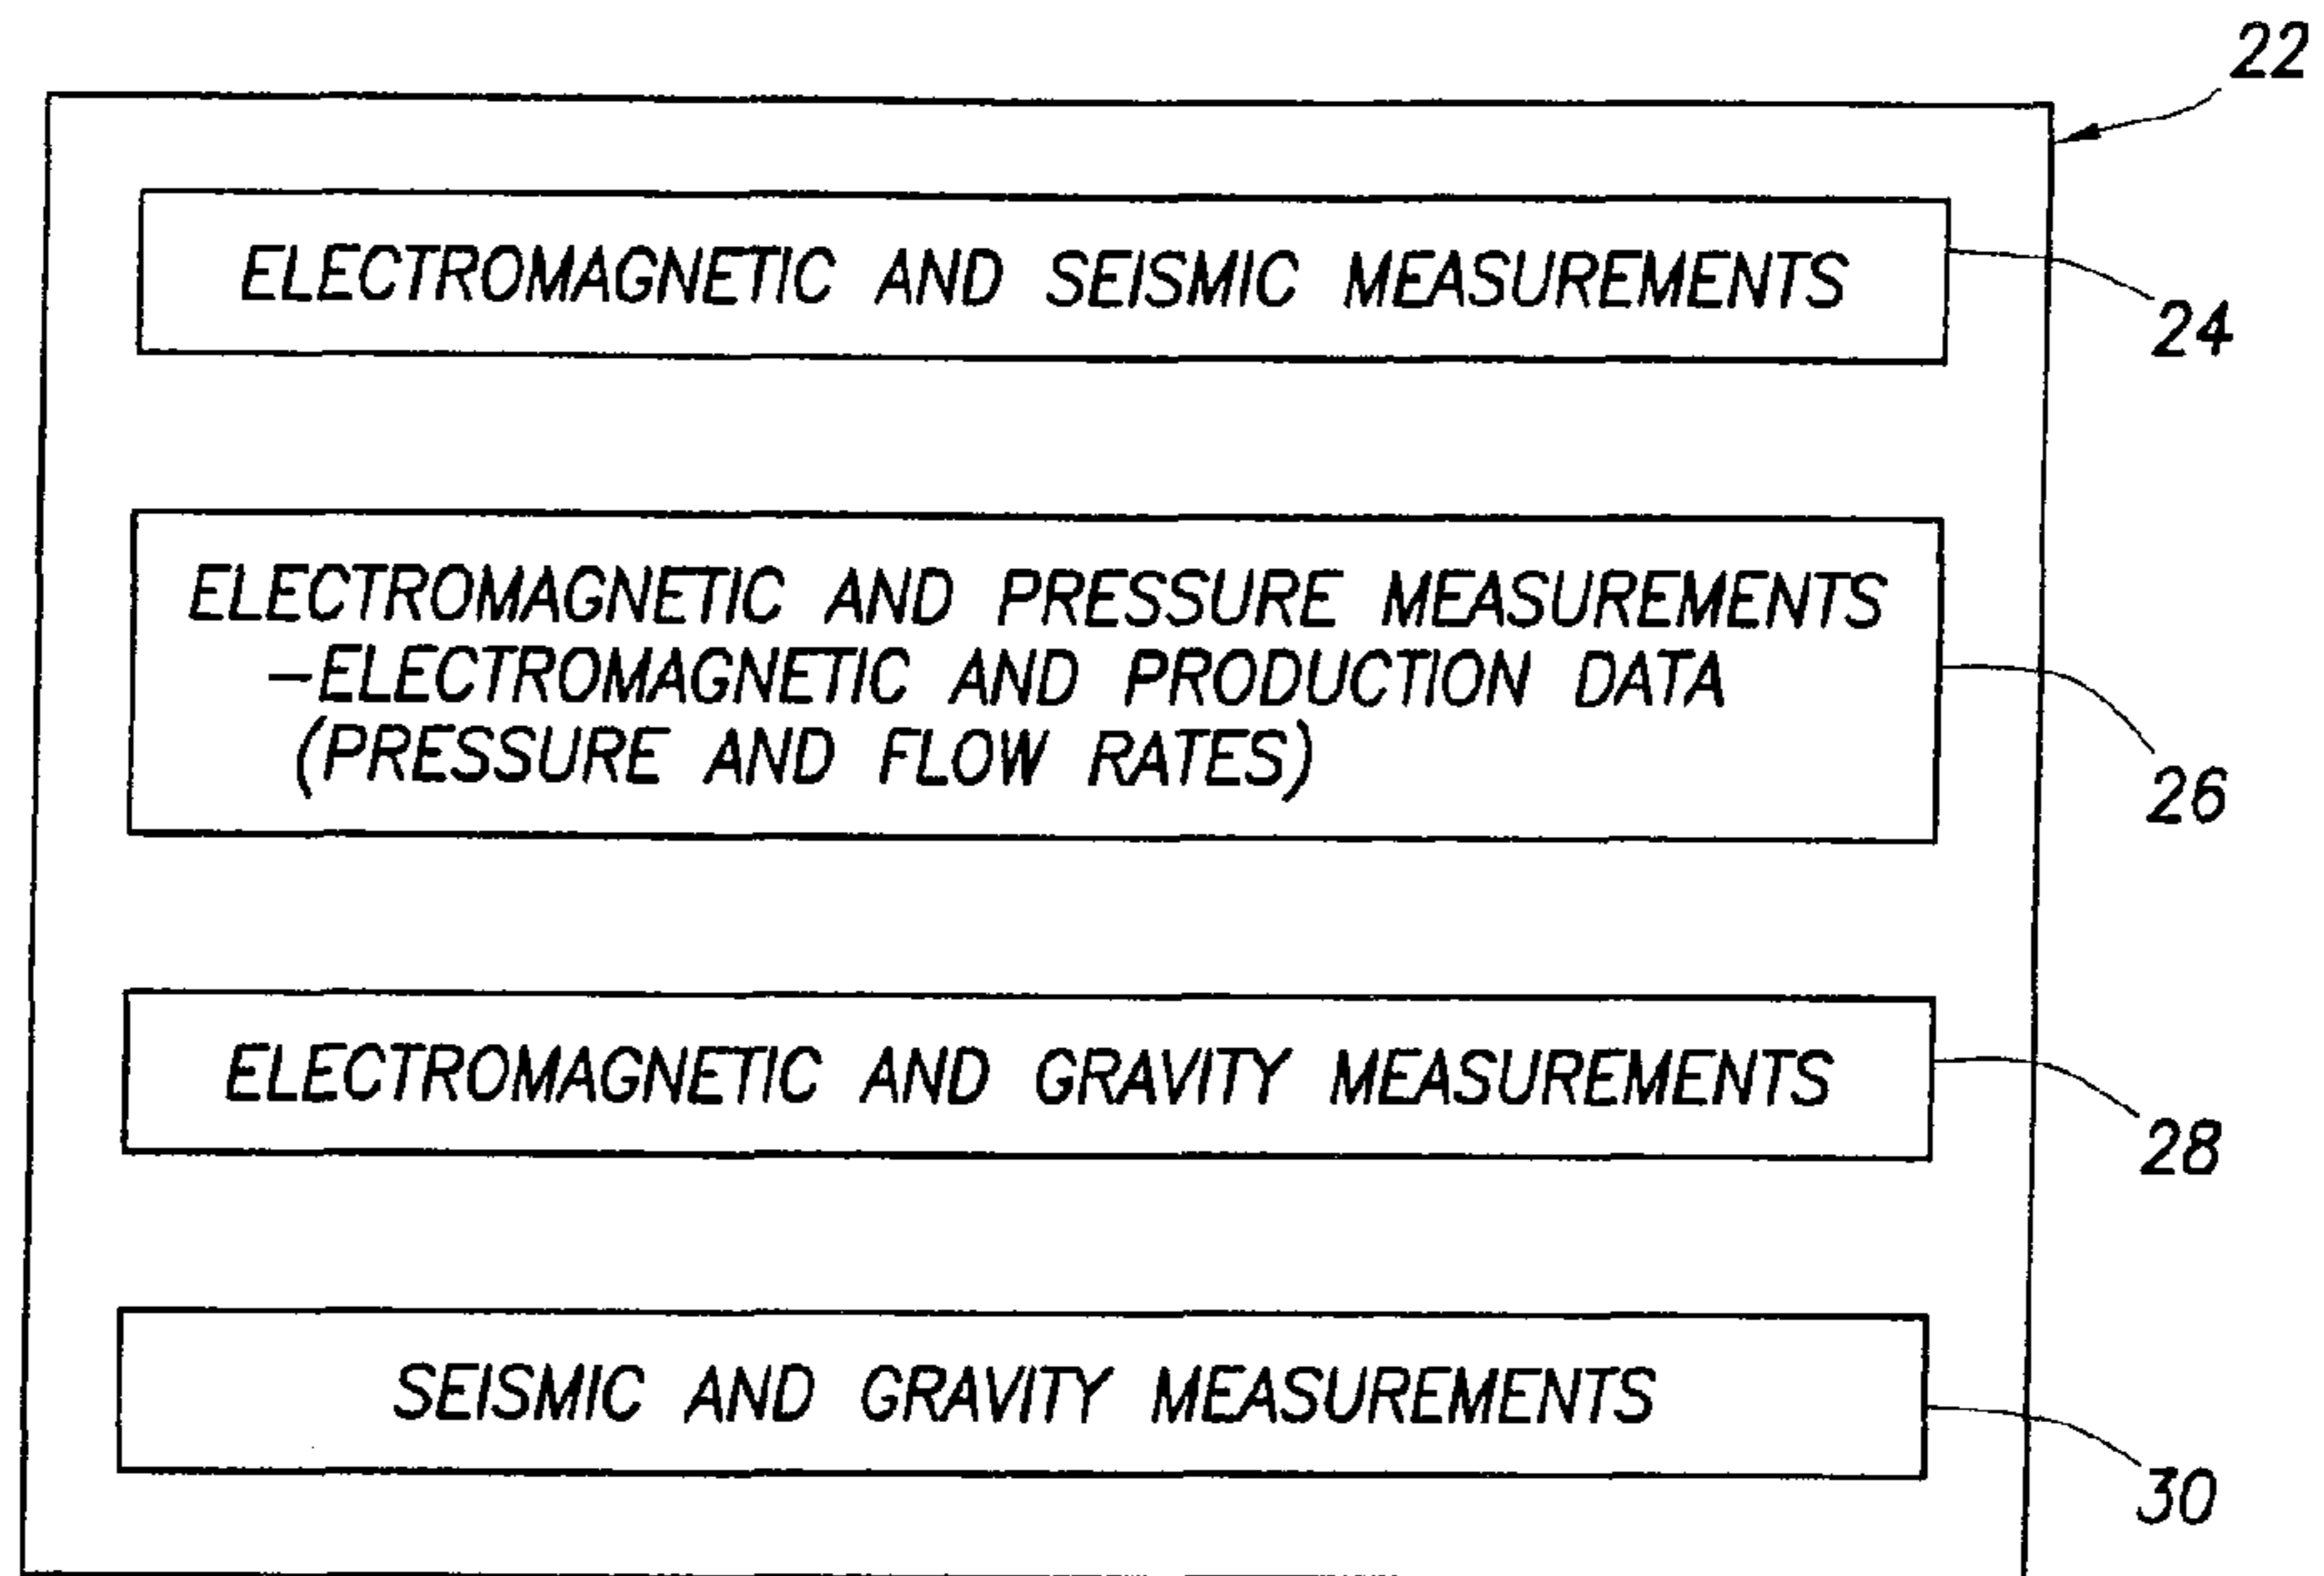 22
ELECTROMAGNETIC AND SEISMIC MEASUREMENTS
24
ELECTROMAGNETIC AND PRESSURE MEASUREMENTS
–ELECTROMAGNETIC AND PRODUCTION DATA
(PRESSURE AND FLOW RATES)
26
ELECTROMAGNETIC AND GRAVITY MEASUREMENTS
28
SEISMIC AND GRAVITY MEASUREMENTS
30